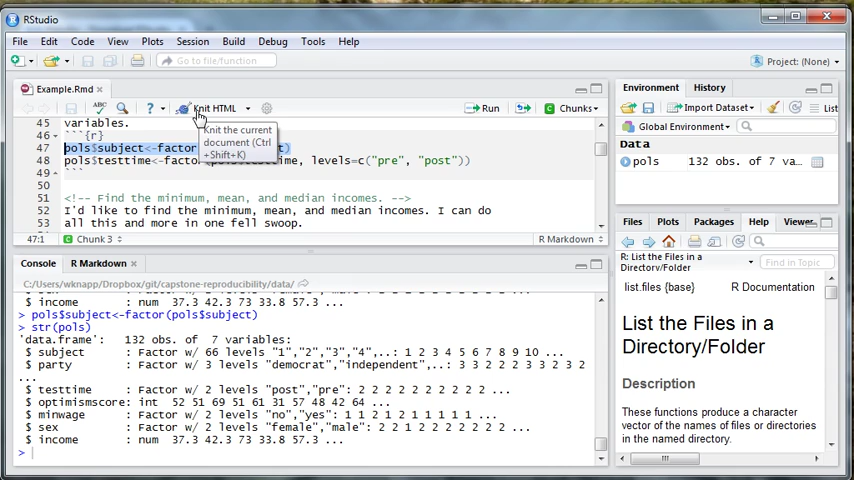 RStudio
File Edit Code View Plots Session Build Debug Tools Help
Go to file/function
Project: (None)
Example.Rmd
ABC
Knit HTML
Run
Chunks
45 variables.
46 ```{r}
47 pols$subject<-factor
t)
48 pols$testtime<-factor
time, levels=c("pre", "post"))
49 ```
50
51 <!-- Find the minimum, mean, and median incomes. -->
52 I'd like to find the minimum, mean, and median incomes. I can do
53 all this and more in one fell swoop.
Knit the current
document (Ctrl
+Shift+K)
47:1 Chunk 3 R Markdown
Console R Markdown
C:/Users/wknapp/Dropbox/git/capstone-reproducibility/data/
$ income : num 37.3 42.3 73 33.8 57.3 ...
> pols$subject<-factor(pols$subject)
> str(pols)
'data.frame': 132 obs. of 7 variables:
$ subject : Factor w/ 66 levels "1","2","3","4",..: 1 2 3 4 5 6 7 8 9 10 ...
$ party : Factor w/ 3 levels "democrat","independent",..: 3 3 2 2 2 3 3 2 3 2
...
$ testtime : Factor w/ 2 levels "post","pre": 2 2 2 2 2 2 2 2 2 2 ...
$ optimismscore: int 52 51 69 51 61 31 57 48 42 64 ...
$ minwage : Factor w/ 2 levels "no","yes": 1 1 2 1 2 1 1 1 1 1 ...
$ sex : Factor w/ 2 levels "female","male": 2 1 2 2 2 2 2 2 2 2 ...
$ income : num 37.3 42.3 73 33.8 57.3 ...
>
Environment History
Import Dataset
List
Global Environment
Data
pols 132 obs. of 7 va...
Files Plots Packages Help Viewer
R: List the Files in a
Directory/Folder
Find in Topic
list.files {base} R Documentation
List the Files in a
Directory/Folder
Description
These functions produce a character
vector of the names of files or directories
in the named directory.